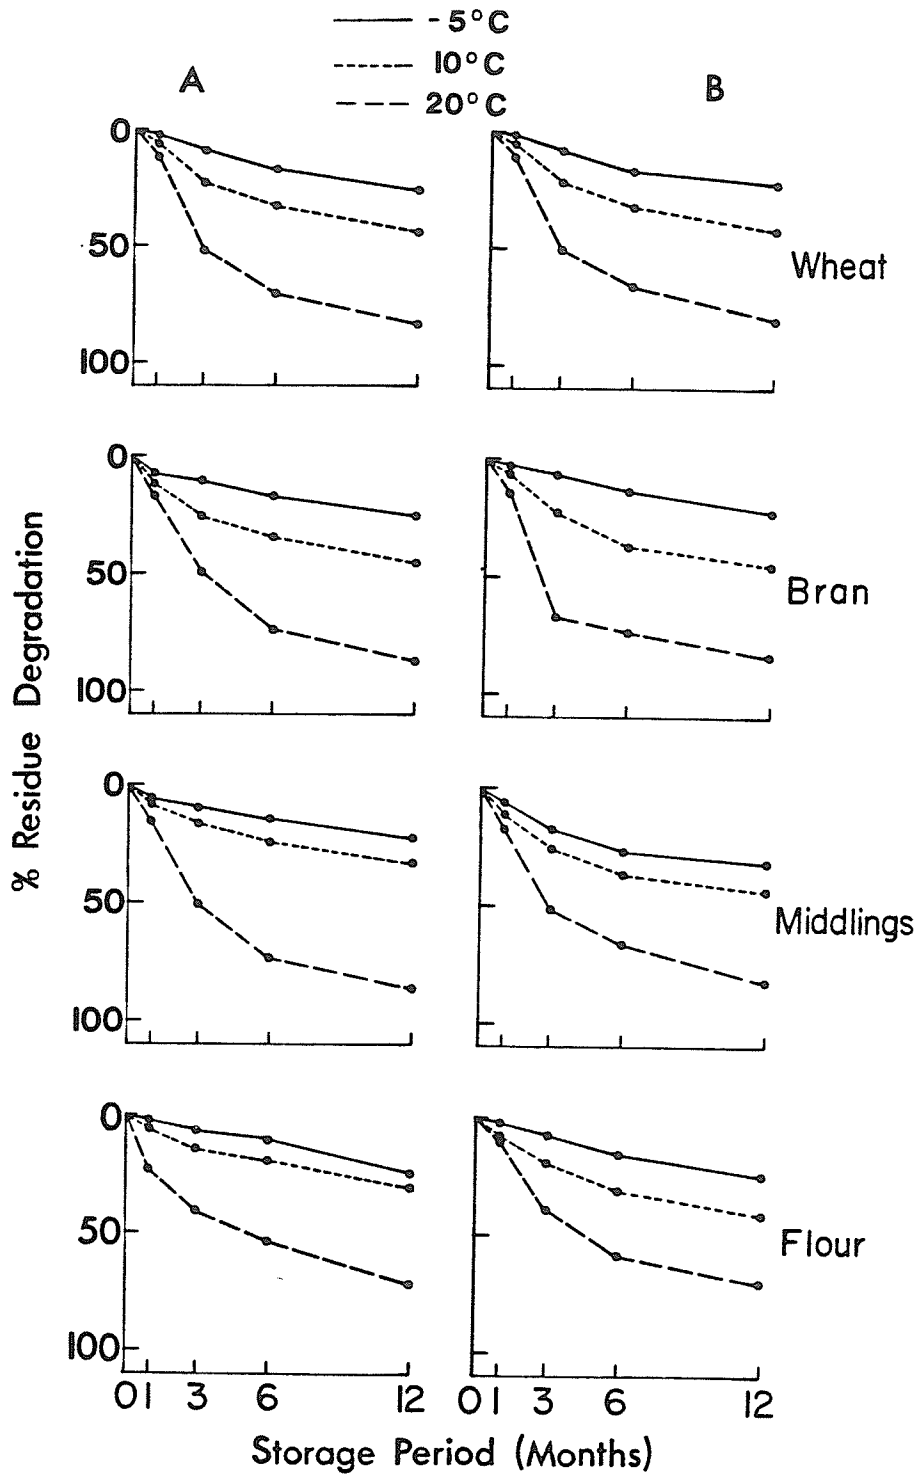 - 5°C
10°C
20°C
A
B
0
50
100
Wheat
0
50
100
Bran
% Residue Degradation
0
50
100
Middlings
0
50
100
Flour
0 1 3 6 12
0 1 3 6 12
Storage Period (Months)